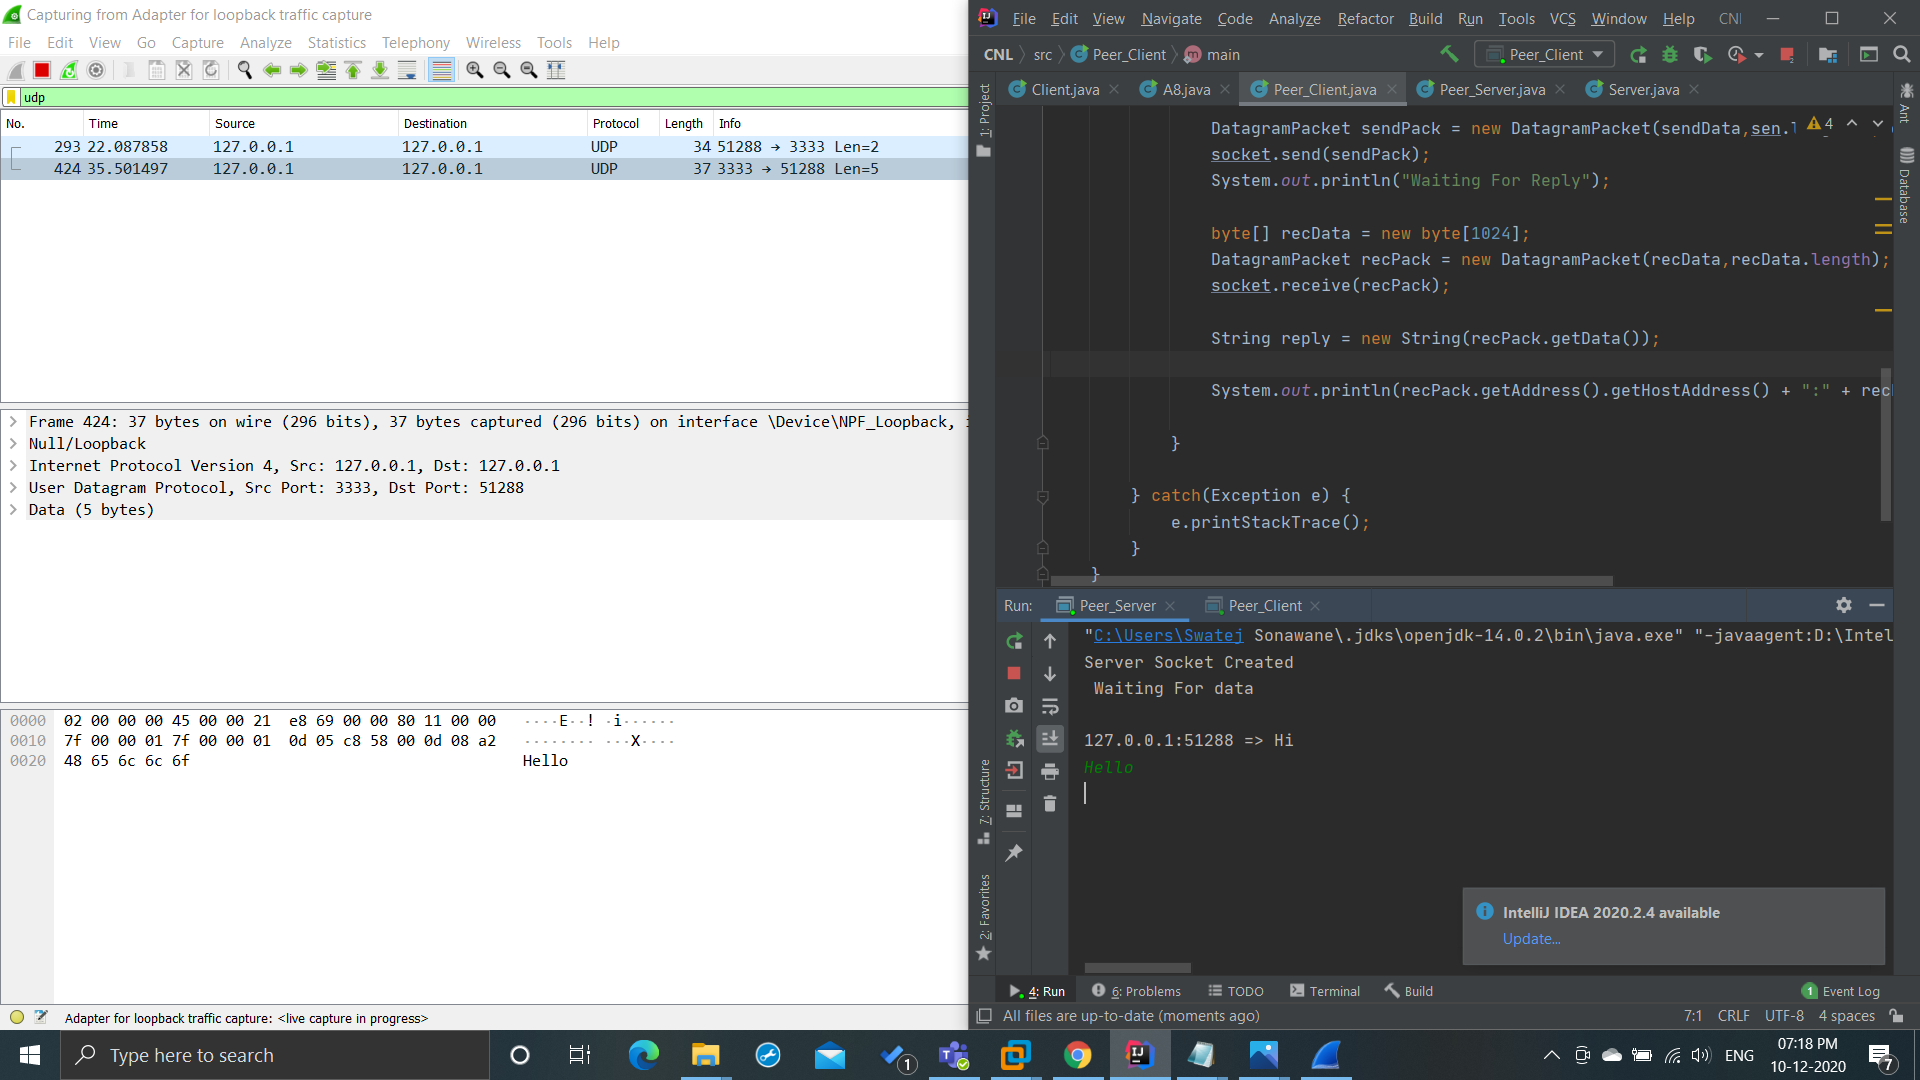 Capturing from Adapter for loopback traffic capture
File Edit View Go Capture Analyze Statistics Telephony Wireless Tools Help
udp
No. Time Source Destination Protocol Length Info
293 22.087858 127.0.0.1 127.0.0.1 UDP 34 51288 → 3333 Len=2
424 35.501497 127.0.0.1 127.0.0.1 UDP 37 3333 → 51288 Len=5
Frame 424: 37 bytes on wire (296 bits), 37 bytes captured (296 bits) on interface \Device\NPF_Loopback,
Null/Loopback
Internet Protocol Version 4, Src: 127.0.0.1, Dst: 127.0.0.1
User Datagram Protocol, Src Port: 3333, Dst Port: 51288
Data (5 bytes)
0000 02 00 00 00 45 00 00 21 e8 69 00 00 80 11 00 00 ····E··! ·i······
0010 7f 00 00 01 7f 00 00 01 0d 05 c8 58 00 0d 08 a2 ········ ···X····
0020 48 65 6c 6c 6f Hello
Adapter for loopback traffic capture: <live capture in progress>
File Edit View Navigate Code Analyze Refactor Build Run Tools VCS Window Help CNL
CNL src Peer_Client main
Peer_Client
Client.java A8.java Peer_Client.java Peer_Server.java Server.java
1: Project
Ant
Database
4
DatagramPacket sendPack = new DatagramPacket(sendData,sen.
socket.send(sendPack);
System.out.println("Waiting For Reply");
byte[] recData = new byte[1024];
DatagramPacket recPack = new DatagramPacket(recData,recData.length);
socket.receive(recPack);
String reply = new String(recPack.getData());
System.out.println(recPack.getAddress().getHostAddress() + ":" + rec
}
} catch(Exception e) {
e.printStackTrace();
}
}
Run: Peer_Server Peer_Client
"C:\Users\Swatej Sonawane\.jdks\openjdk-14.0.2\bin\java.exe" "-javaagent:D:\Intel
Server Socket Created
Waiting For data
127.0.0.1:51288 => Hi
Hello
7: Structure
2: Favorites
IntelliJ IDEA 2020.2.4 available
Update...
4: Run 6: Problems TODO Terminal Build 1 Event Log
All files are up-to-date (moments ago) 7:1 CRLF UTF-8 4 spaces
Type here to search
1
ENG
07:18 PM
10-12-2020
7